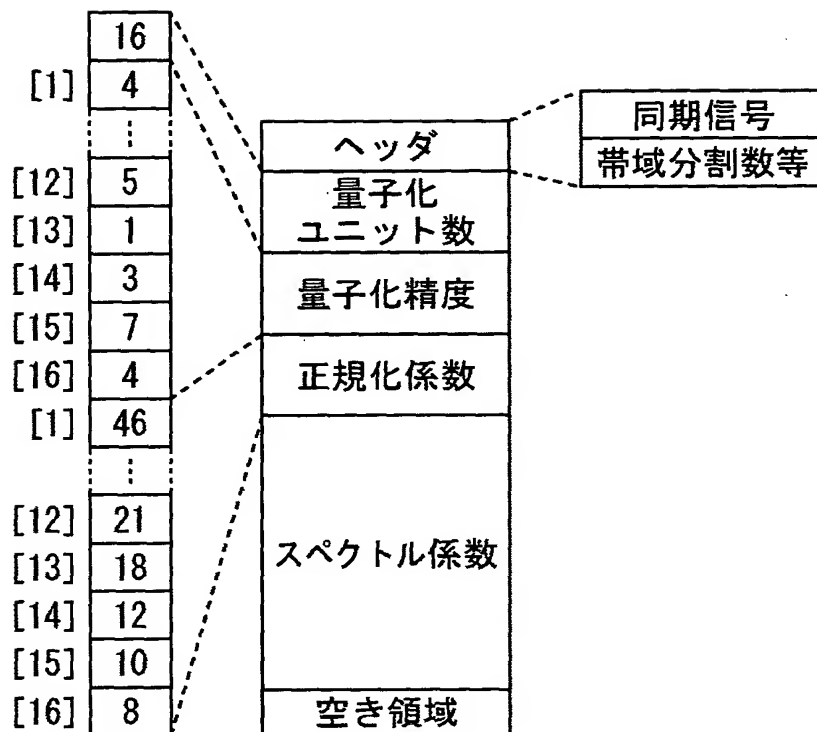 16
[1] 4
⋮
[12] 5
[13] 1
[14] 3
[15] 7
[16] 4
[1] 46
⋮
[12] 21
[13] 18
[14] 12
[15] 10
[16] 8
ヘッダ
量子化
ユニット数
量子化精度
正規化係数
スペクトル係数
空き領域
同期信号
帯域分割数等